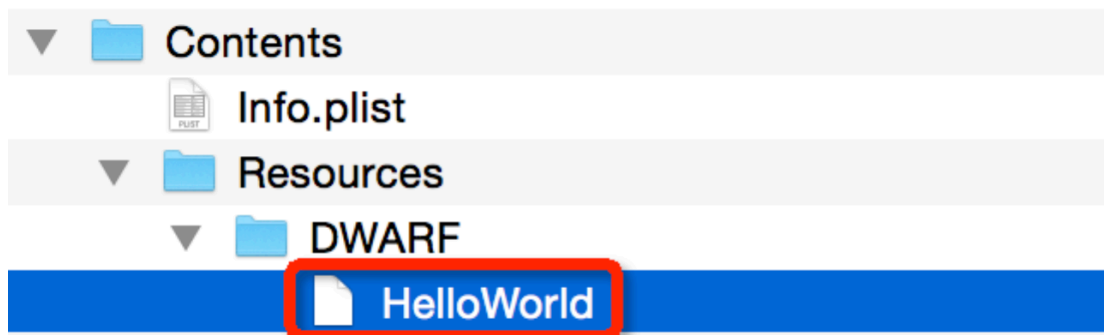 Contents
PLIST
Info.plist
Resources
DWARF
HelloWorld